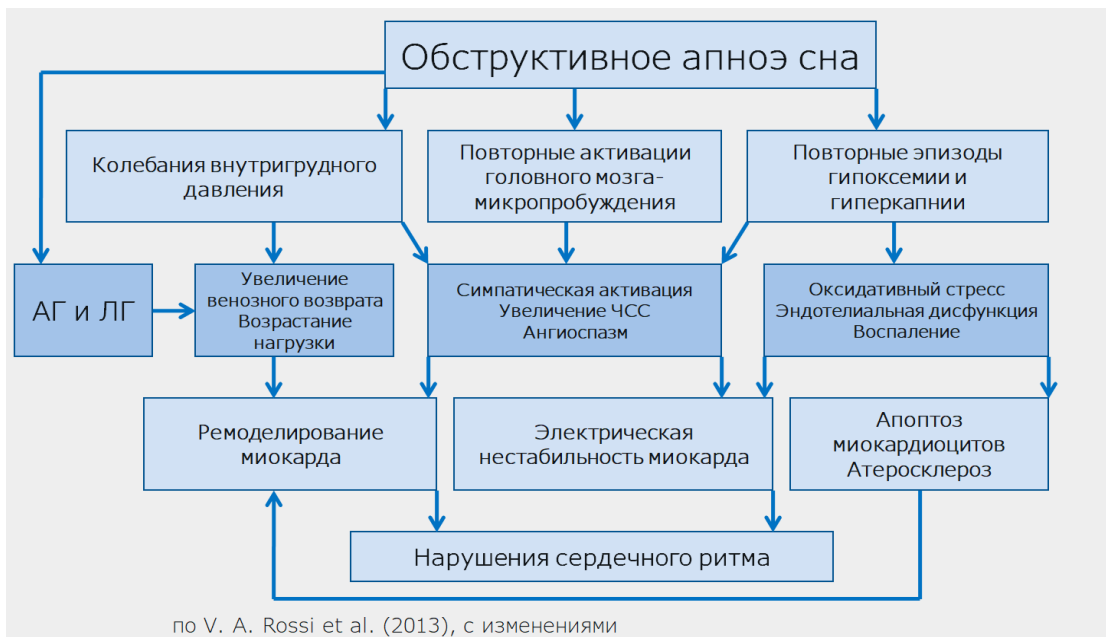 Обструктивное апноэ сна
Колебания внутригрудного
давления
Повторные активации
головного мозга-
микропробуждения
Повторные эпизоды
гипоксемии и
гиперкапнии
АГ и ЛГ
Увеличение
венозного возврата
Возрастание
нагрузки
Симпатическая активация
Увеличение ЧСС
Ангиоспазм
Оксидативный стресс
Эндотелиальная дисфункция
Воспаление
Ремоделирование
миокарда
Электрическая
нестабильность миокарда
Апоптоз
миокардиоцитов
Атеросклероз
Нарушения сердечного ритма
по V. A. Rossi et al. (2013), с изменениями